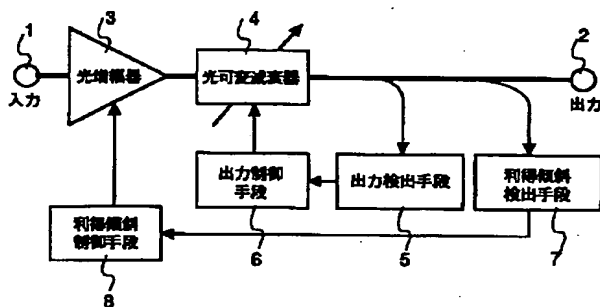 1
3
4
2
光増幅器
光可変減衰器
入力
出力
出力制御
手段
出力検出手段
利得傾斜
検出手段
利得傾斜
制御手段
6
5
7
8